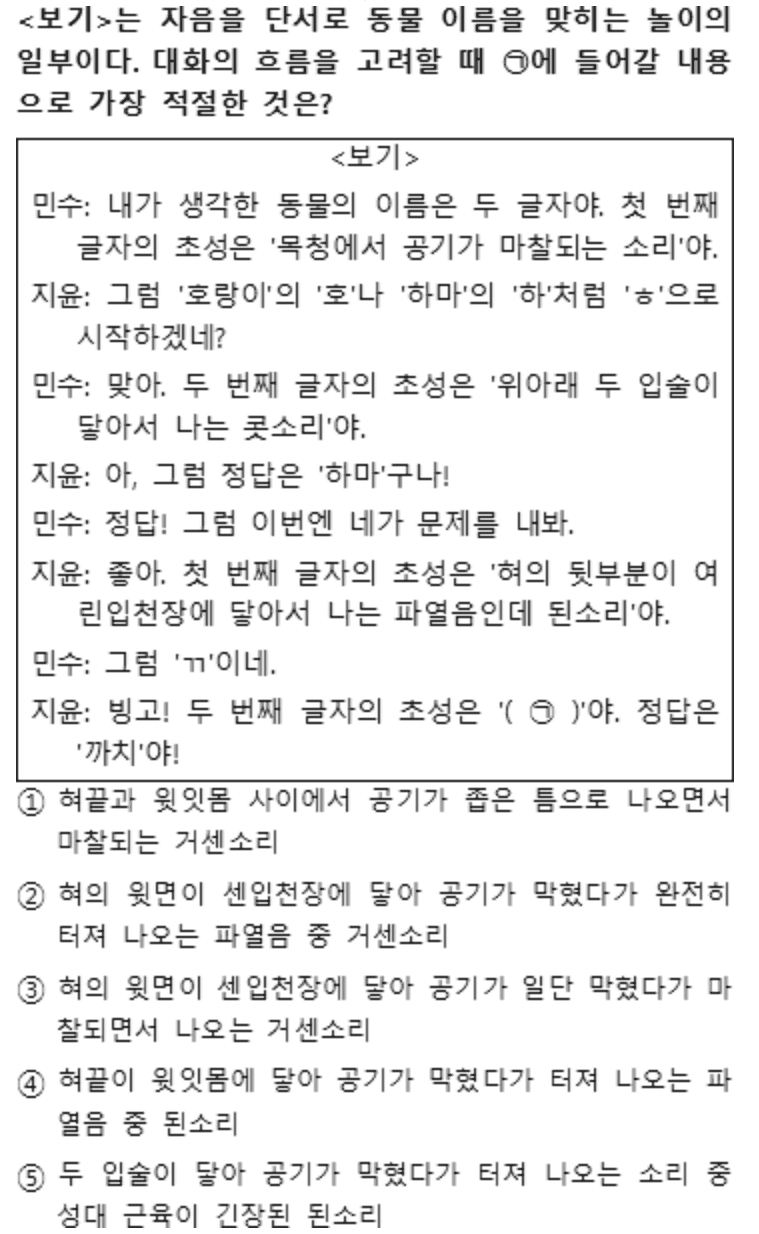 <보기>는 자음을 단서로 동물 이름을 맞히는 놀이의
일부이다. 대화의 흐름을 고려할 때 ㉠에 들어갈 내용
으로 가장 적절한 것은?
<보기>
민수: 내가 생각한 동물의 이름은 두 글자야. 첫 번째
글자의 초성은 '목청에서 공기가 마찰되는 소리'야.
지윤: 그럼 '호랑이'의 '호'나 '하마'의 '하'처럼 'ㅎ'으로
시작하겠네?
민수: 맞아. 두 번째 글자의 초성은 '위아래 두 입술이
닿아서 나는 콧소리'야.
지윤: 아, 그럼 정답은 '하마'구나!
민수: 정답! 그럼 이번엔 네가 문제를 내봐.
지윤: 좋아. 첫 번째 글자의 초성은 '혀의 뒷부분이 여
린입천장에 닿아서 나는 파열음인데 된소리'야.
민수: 그럼 'ㄲ'이네.
지윤: 빙고! 두 번째 글자의 초성은 '( ㉠ )'야. 정답은
'까치'야!
① 혀끝과 윗잇몸 사이에서 공기가 좁은 틈으로 나오면서
마찰되는 거센소리
② 혀의 윗면이 센입천장에 닿아 공기가 막혔다가 완전히
터져 나오는 파열음 중 거센소리
③ 혀의 윗면이 센입천장에 닿아 공기가 일단 막혔다가 마
찰되면서 나오는 거센소리
④ 혀끝이 윗잇몸에 닿아 공기가 막혔다가 터져 나오는 파
열음 중 된소리
⑤ 두 입술이 닿아 공기가 막혔다가 터져 나오는 소리 중
성대 근육이 긴장된 된소리